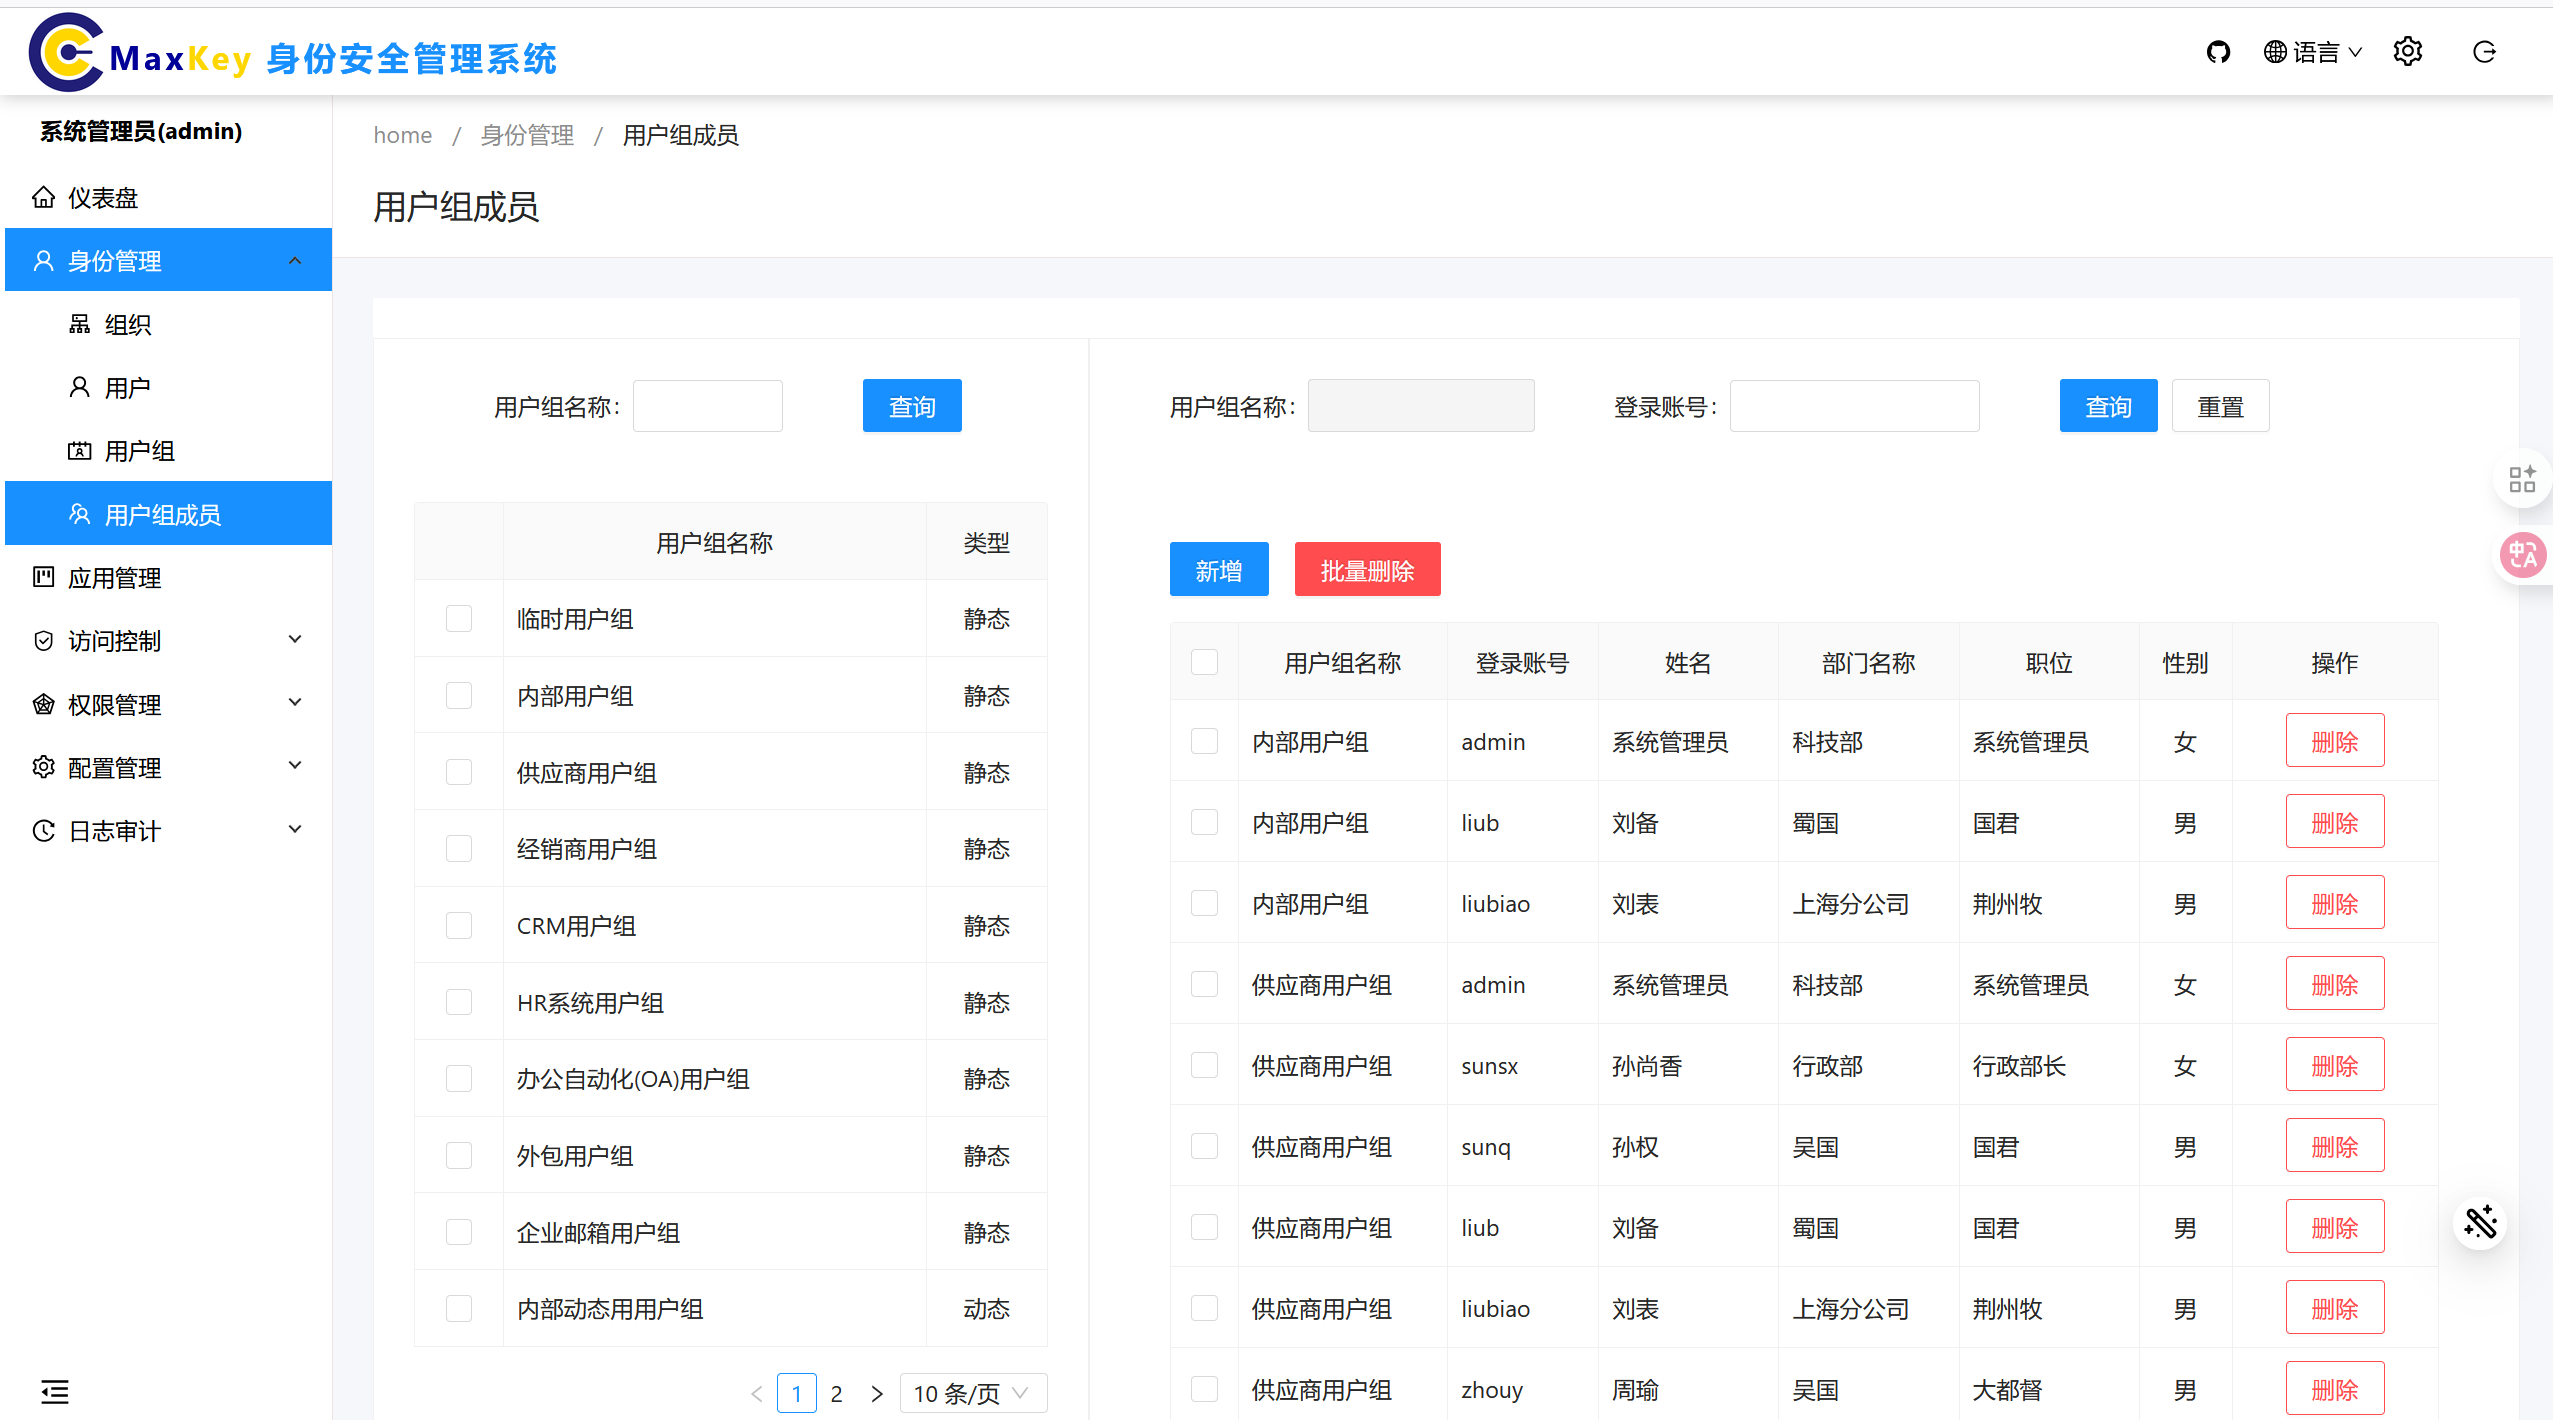 MaxKey 身份安全管理系统
语言
系统管理员(admin)
仪表盘
身份管理
组织
用户
用户组
用户组成员
应用管理
访问控制
权限管理
配置管理
日志审计
home / 身份管理 / 用户组成员
用户组成员
用户组名称: 查询
用户组名称 类型
临时用户组 静态
内部用户组 静态
供应商用户组 静态
经销商用户组 静态
CRM用户组 静态
HR系统用户组 静态
办公自动化(OA)用户组 静态
外包用户组 静态
企业邮箱用户组 静态
内部动态用用户组 动态
1 2 10 条/页
用户组名称: 登录账号: 查询 重置
新增 批量删除
用户组名称 登录账号 姓名 部门名称 职位 性别 操作
内部用户组 admin 系统管理员 科技部 系统管理员 女 删除
内部用户组 liub 刘备 蜀国 国君 男 删除
内部用户组 liubiao 刘表 上海分公司 荆州牧 男 删除
供应商用户组 admin 系统管理员 科技部 系统管理员 女 删除
供应商用户组 sunsx 孙尚香 行政部 行政部长 女 删除
供应商用户组 sunq 孙权 吴国 国君 男 删除
供应商用户组 liub 刘备 蜀国 国君 男 删除
供应商用户组 liubiao 刘表 上海分公司 荆州牧 男 删除
供应商用户组 zhouy 周瑜 吴国 大都督 男 删除
中A